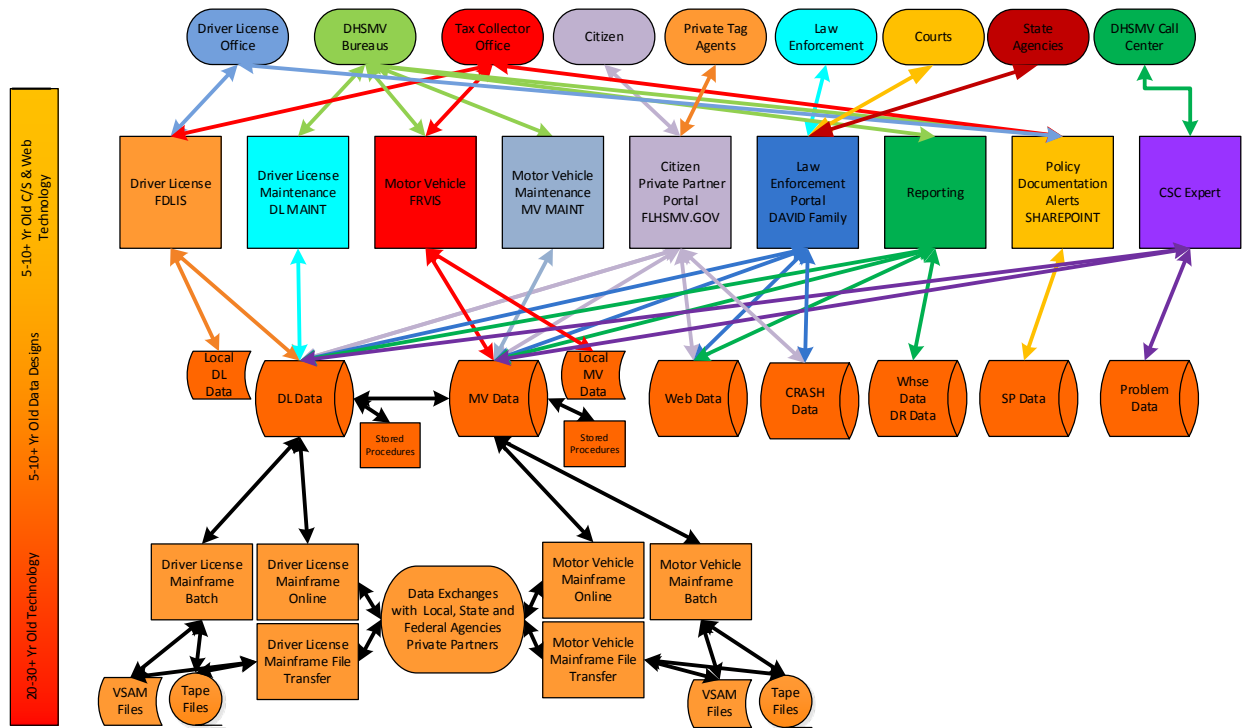 Driver License
Office
DHSMV
Bureaus
Tax Collector
Office
Citizen
Private Tag
Agents
Law
Enforcement
Courts
State
Agencies
DHSMV Call
Center
5-10+ Yr Old C/S & Web
Technology
5-10+ Yr Old Data Designs
20-30+ Yr Old Technology
Driver License
FDLIS
Driver License
Maintenance
DL MAINT
Motor Vehicle
FRVIS
Motor Vehicle
Maintenance
MV MAINT
Citizen
Private Partner
Portal
FLHSMV.GOV
Law
Enforcement
Portal
DAVID Family
Reporting
Policy
Documentation
Alerts
SHAREPOINT
CSC Expert
Local
DL
Data
DL Data
Stored
Procedures
MV Data
Local
MV
Data
Stored
Procedures
Web Data
CRASH
Data
Whse
Data
DR Data
SP Data
Problem
Data
Driver License
Mainframe
Batch
Driver License
Mainframe
Online
Driver License
Mainframe File
Transfer
Data Exchanges
with Local, State and
Federal Agencies
Private Partners
Motor Vehicle
Mainframe
Online
Motor Vehicle
Mainframe
Batch
Motor Vehicle
Mainframe File
Transfer
VSAM
Files
Tape
Files
VSAM
Files
Tape
Files